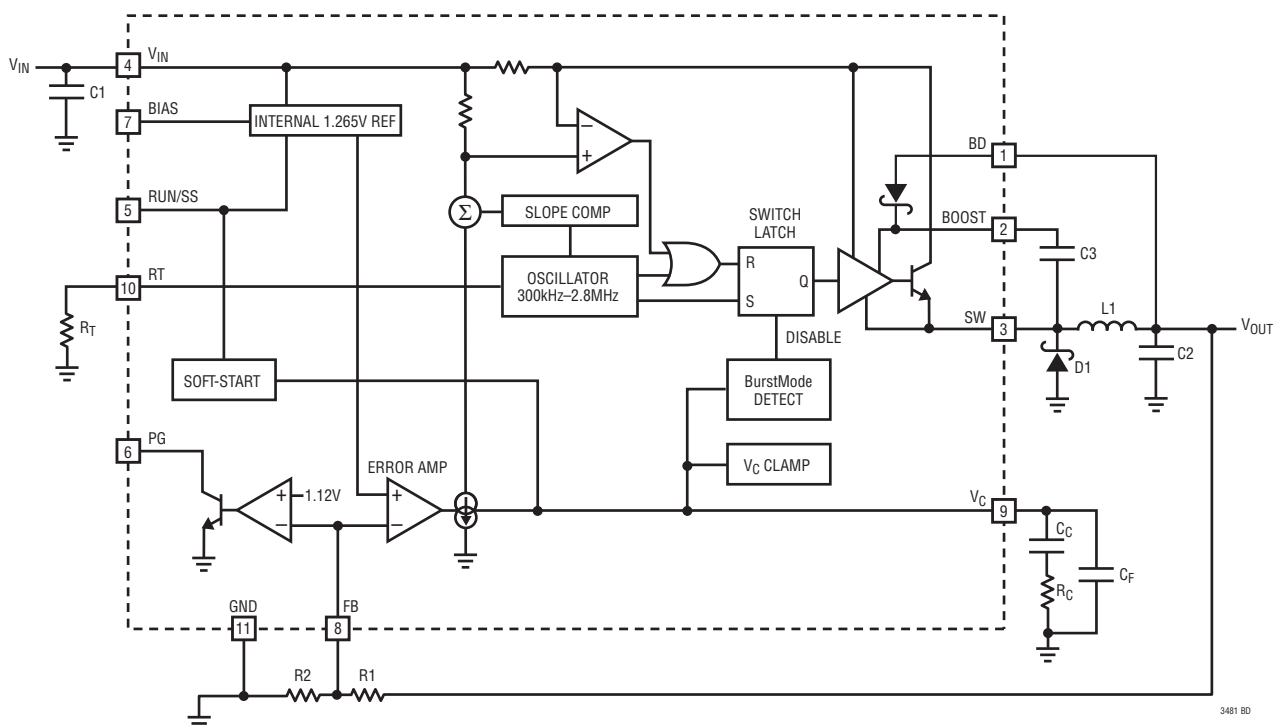 VIN
4
VIN
C1
7
BIAS
INTERNAL 1.265V REF
–
+
BD
1
5
RUN/SS
Σ
SLOPE COMP
SWITCH
LATCH
BOOST
2
C3
10
RT
OSCILLATOR
300kHz–2.8MHz
R
S
Q
RT
SW
3
L1
VOUT
DISABLE
D1
C2
SOFT-START
BurstMode
DETECT
6
PG
ERROR AMP
VC CLAMP
+
1.12V
–
+
–
VC
9
CC
CF
RC
GND
11
FB
8
R2
R1
3481 BD